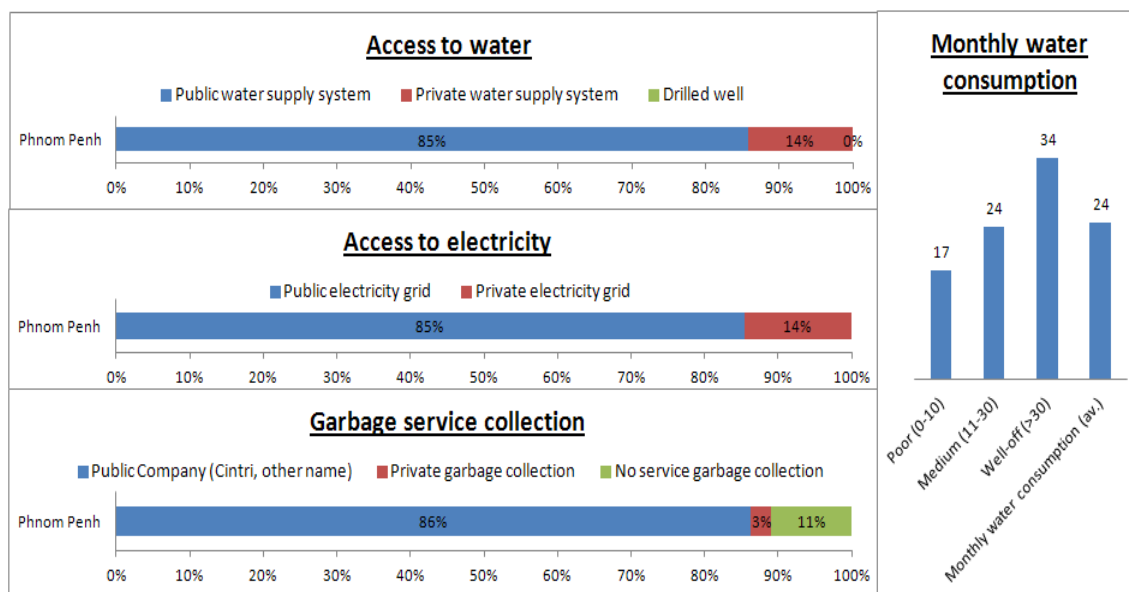 Access to water
Public water supply system Private water supply system Drilled well
Phnom Penh 85% 14% 0%
0% 10% 20% 30% 40% 50% 60% 70% 80% 90% 100%
Access to electricity
Public electricity grid Private electricity grid
Phnom Penh 85% 14%
0% 10% 20% 30% 40% 50% 60% 70% 80% 90% 100%
Garbage service collection
Public Company (Cintri, other name) Private garbage collection No service garbage collection
Phnom Penh 86% 3% 11%
0% 10% 20% 30% 40% 50% 60% 70% 80% 90% 100%
Monthly water
consumption
17 24 34 24
Poor (0-10)
Medium (11-30)
Well-off (>30)
Monthly water consumption (av.)